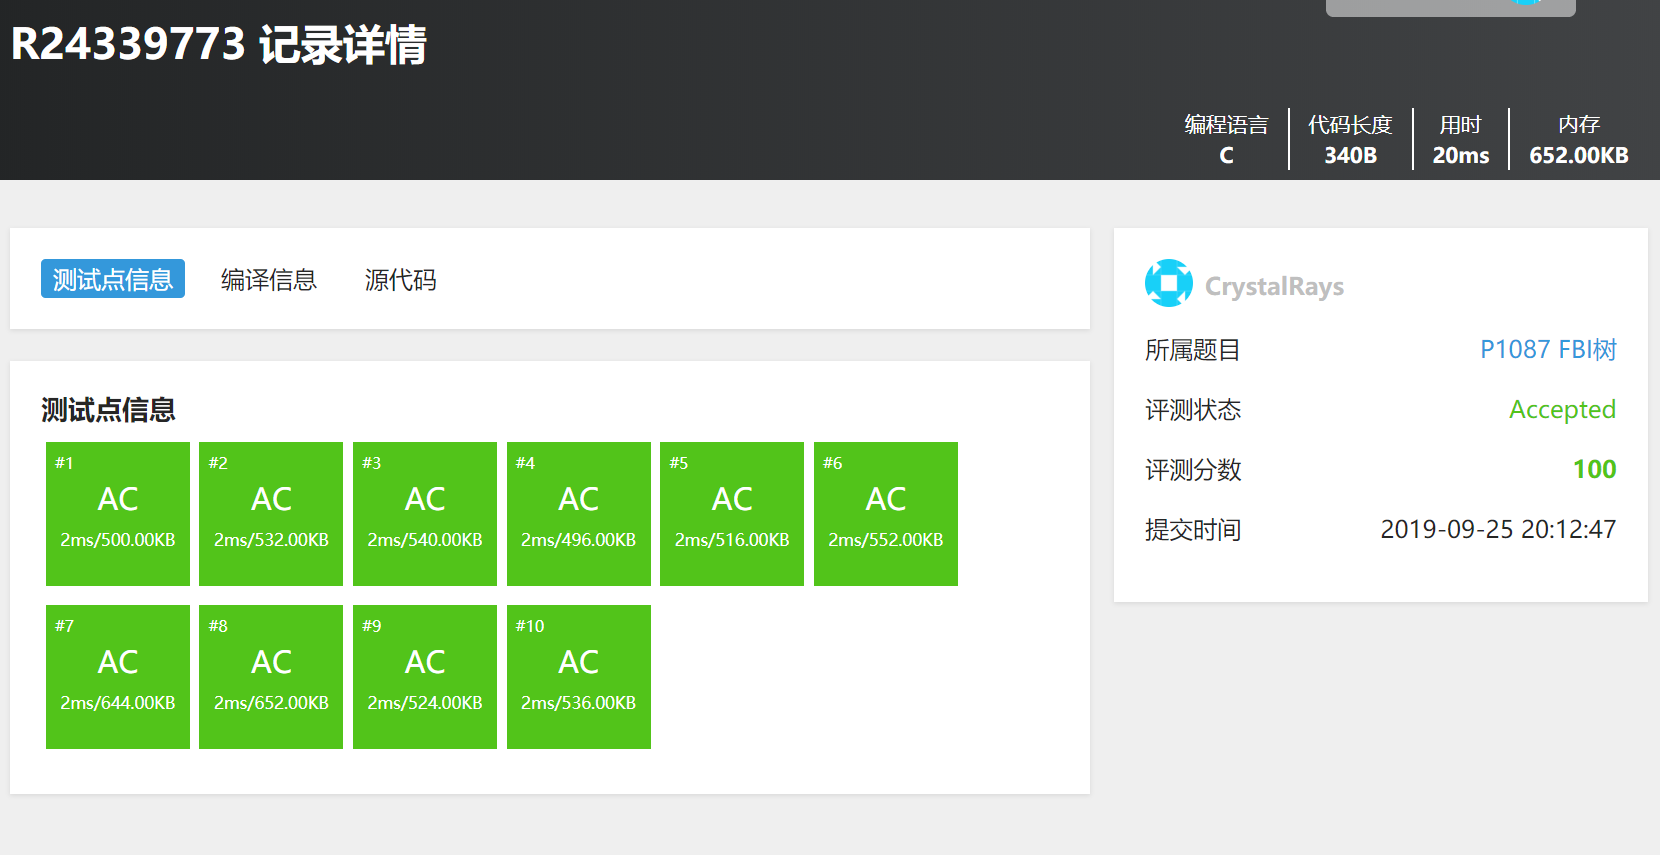 R24339773 记录详情
编程语言 代码长度 用时 内存
C 340B 20ms 652.00KB
测试点信息 编译信息 源代码
测试点信息
#1 #2 #3 #4 #5 #6
AC AC AC AC AC AC
2ms/500.00KB 2ms/532.00KB 2ms/540.00KB 2ms/496.00KB 2ms/516.00KB 2ms/552.00KB
#7 #8 #9 #10
AC AC AC AC
2ms/644.00KB 2ms/652.00KB 2ms/524.00KB 2ms/536.00KB
CrystalRays
所属题目 P1087 FBI树
评测状态 Accepted
评测分数 100
提交时间 2019-09-25 20:12:47